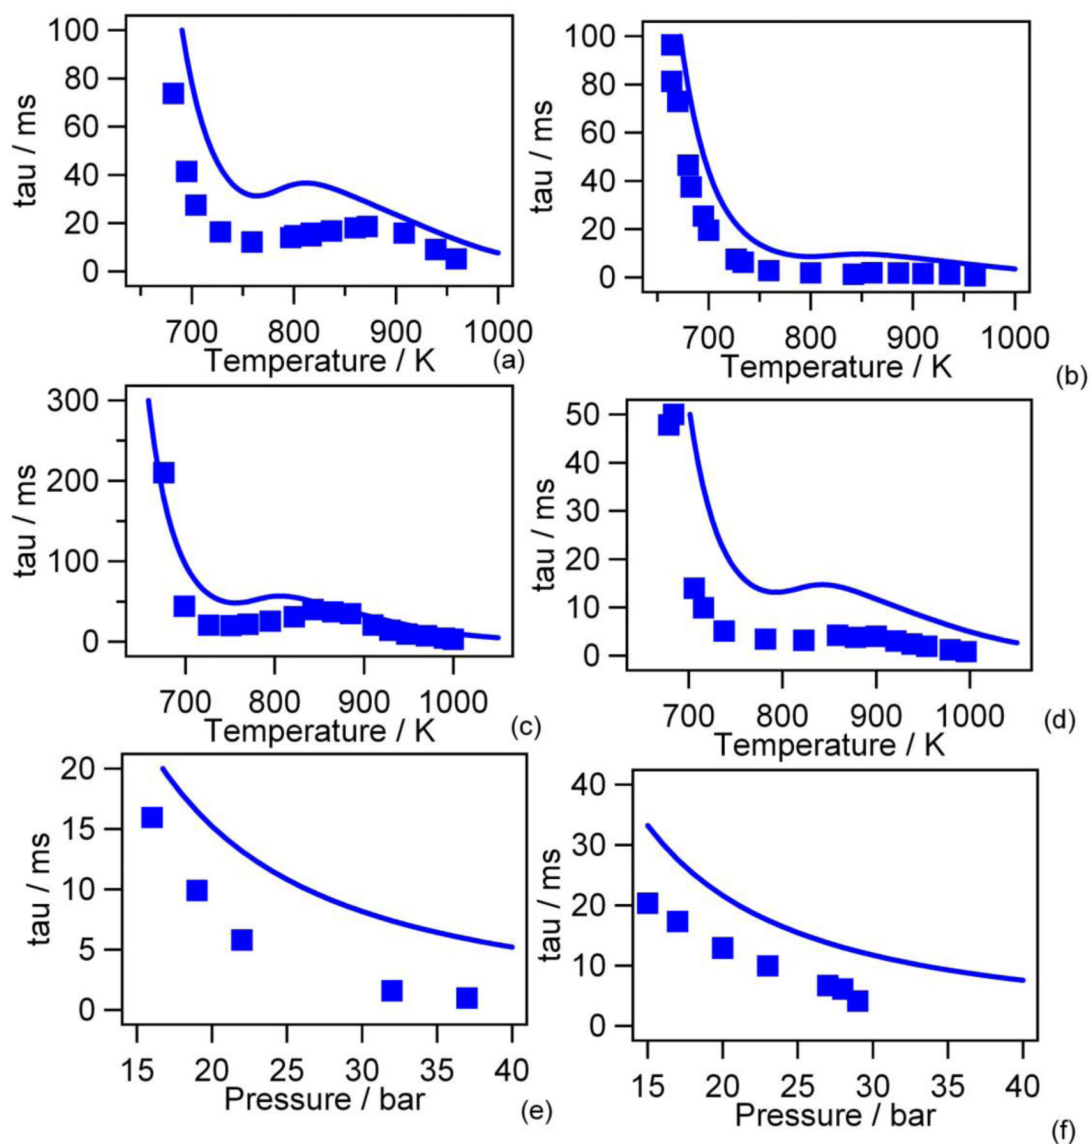 100
80
60
40
20
0
tau / ms
700 800 900 1000
Temperature / K
(a)
100
80
60
40
20
0
tau / ms
700 800 900 1000
Temperature / K
(b)
300
200
100
0
tau / ms
700 800 900 1000
Temperature / K
(c)
50
40
30
20
10
0
tau / ms
700 800 900 1000
Temperature / K
(d)
20
15
10
5
0
tau / ms
15 20 25 30 35 40
Pressure / bar
(e)
40
30
20
10
0
tau / ms
15 20 25 30 35 40
Pressure / bar
(f)